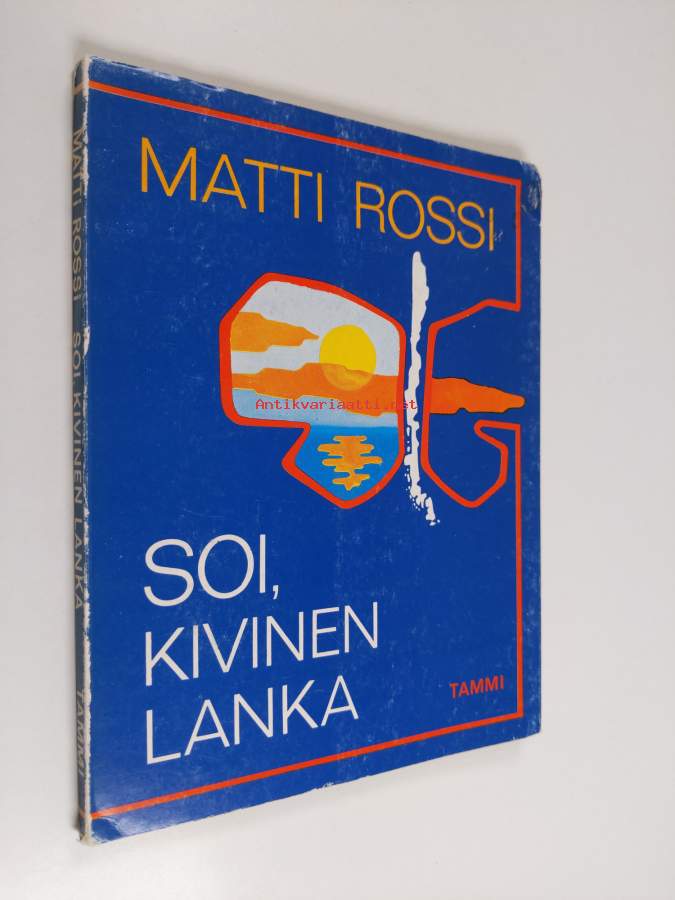 MATTI ROSSI
SOI,
KIVINEN
LANKA
TAMMI
MATTI ROSSI SOI, KIVINEN LANKA TAMMI
Antikvariaatti.net